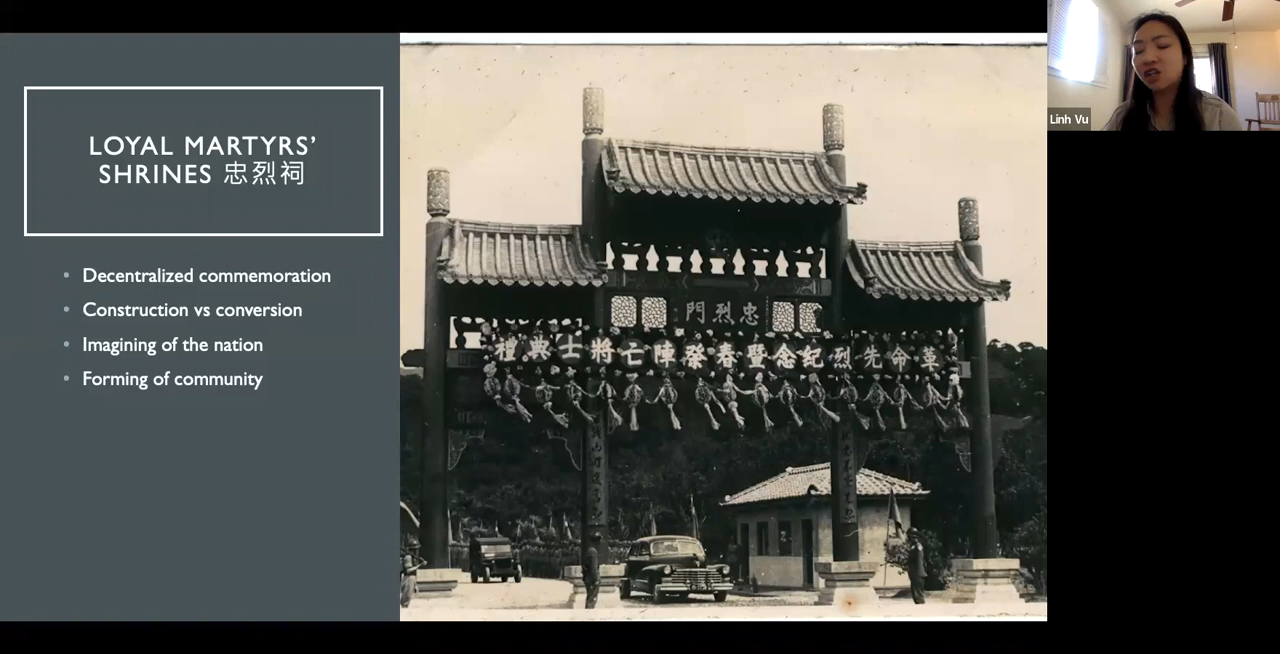 LOYAL MARTYRS’
SHRINES 忠烈祠
• Decentralized commemoration
• Construction vs conversion
• Imagining of the nation
• Forming of community
忠烈門
革命先烈紀念暨春祭陣亡將士典禮
Linh Vu